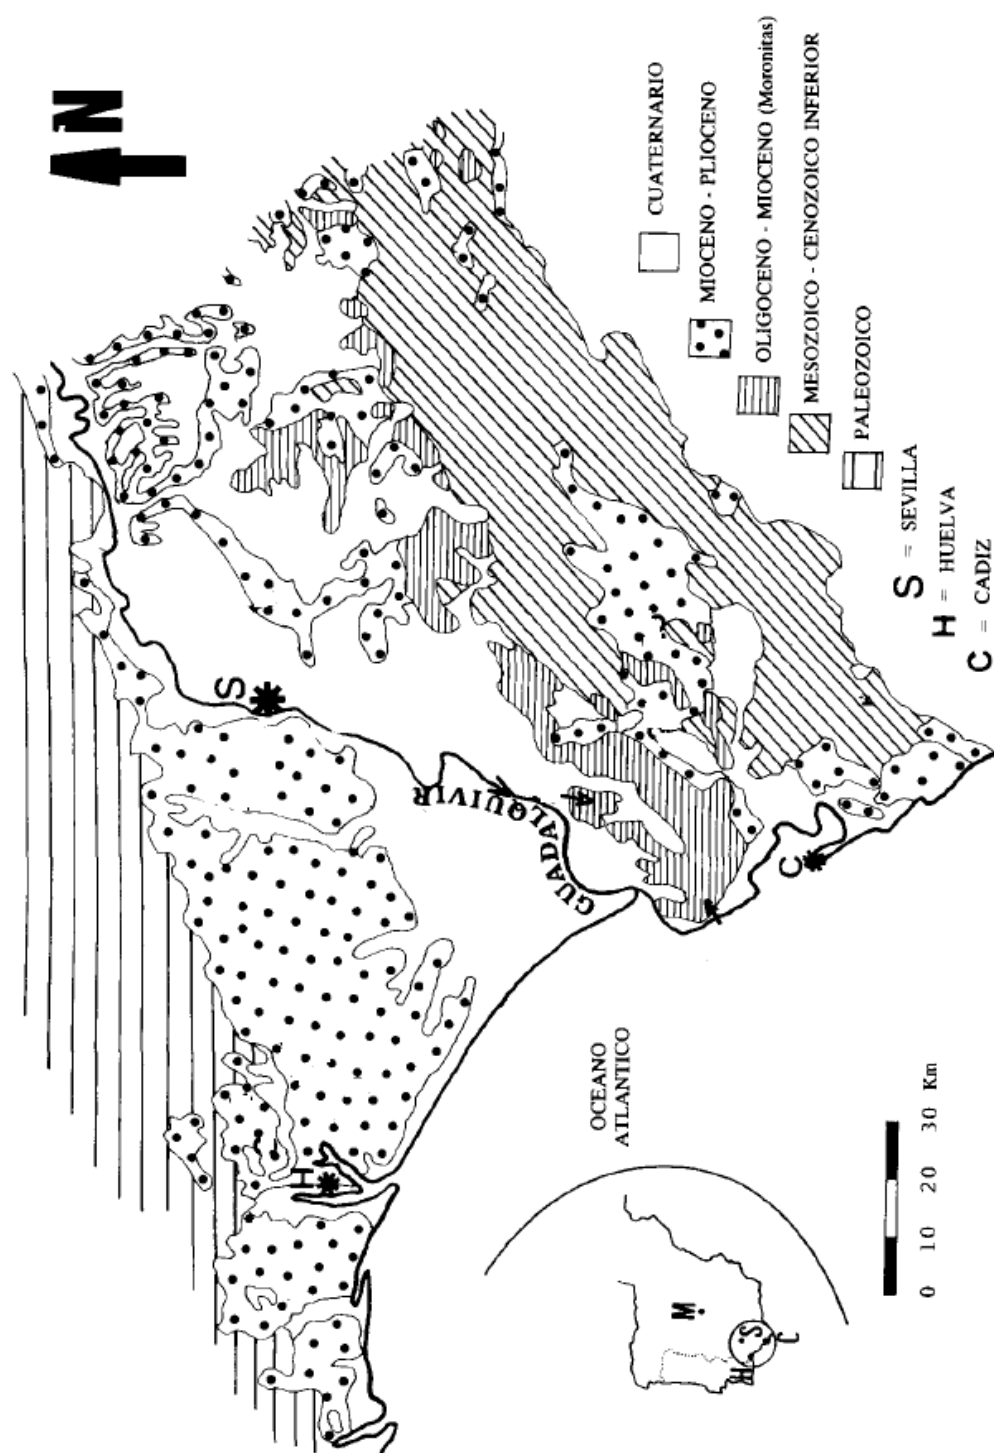 N
CUATERNARIO
MIOCENO - PLIOCENO
OLIGOCENO - MIOCENO (Moronitas)
MESOZOICO - CENOZOICO INFERIOR
PALEOZOICO
S = SEVILLA
H = HUELVA
C = CADIZ
S
GUADALQUIVIR
H
C
OCEANO
ATLANTICO
M
S
H
C
0 10 20 30 Km